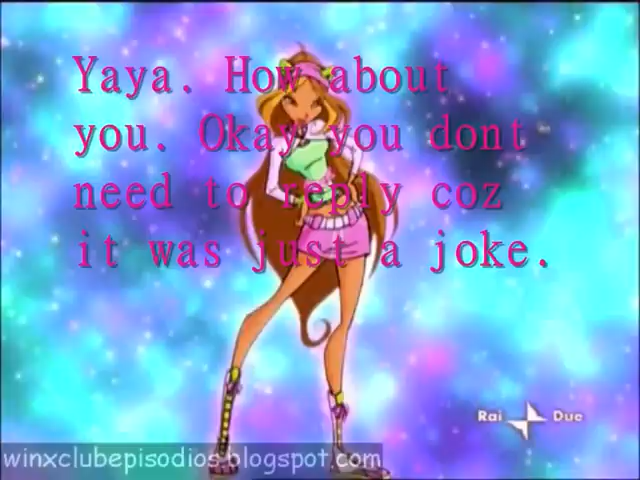 Yaya. How about
you. Okay you dont
need to reply coz
it was just a joke.
Rai Due
winxclubepisodios.blogspot.com